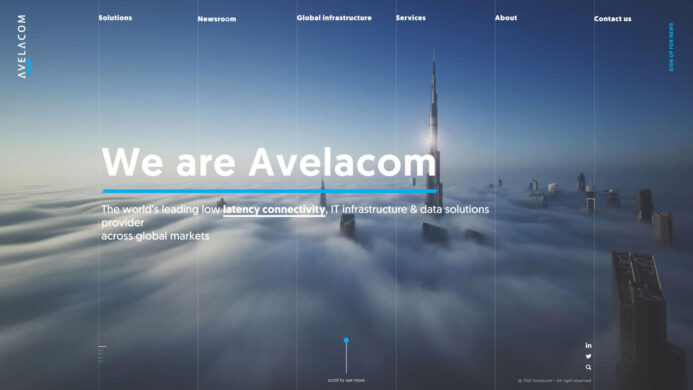 AVELACOM
Solutions
Newsroom
Global infrastructure
Services
About
Contact us
SIGN UP FOR NEWS
We are Avelacom
The world's leading low latency connectivity, IT infrastructure & data solutions
provider
across global markets
in
scroll to see more
© 2021 Avelacom - All right reserved